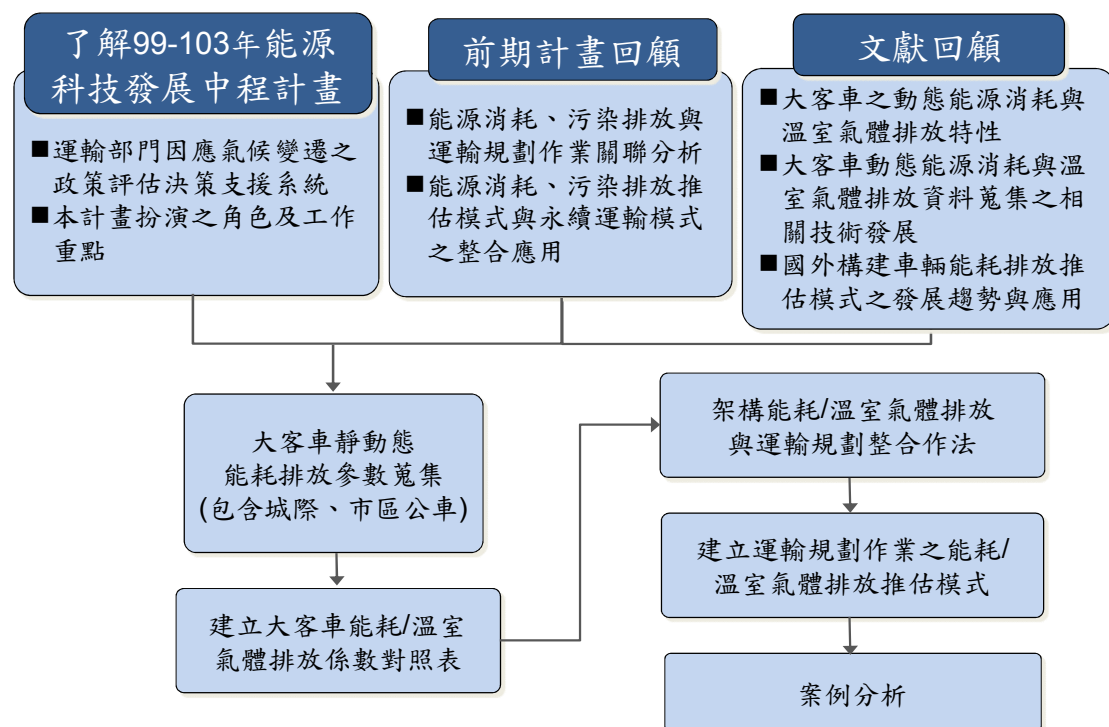 了解99-103年能源
科技發展中程計畫
■運輸部門因應氣候變遷之
政策評估決策支援系統
■本計畫扮演之角色及工作
重點
前期計畫回顧
■能源消耗、污染排放與
運輸規劃作業關聯分析
■能源消耗、污染排放推
估模式與永續運輸模式
之整合應用
文獻回顧
■大客車之動態能源消耗與
溫室氣體排放特性
■大客車動態能源消耗與溫
室氣體排放資料蒐集之相
關技術發展
■國外構建車輛能耗排放推
估模式之發展趨勢與應用
大客車靜動態
能耗排放參數蒐集
(包含城際、市區公車)
建立大客車能耗/溫室
氣體排放係數對照表
架構能耗/溫室氣體排放
與運輸規劃整合作法
建立運輸規劃作業之能耗/
溫室氣體排放推估模式
案例分析